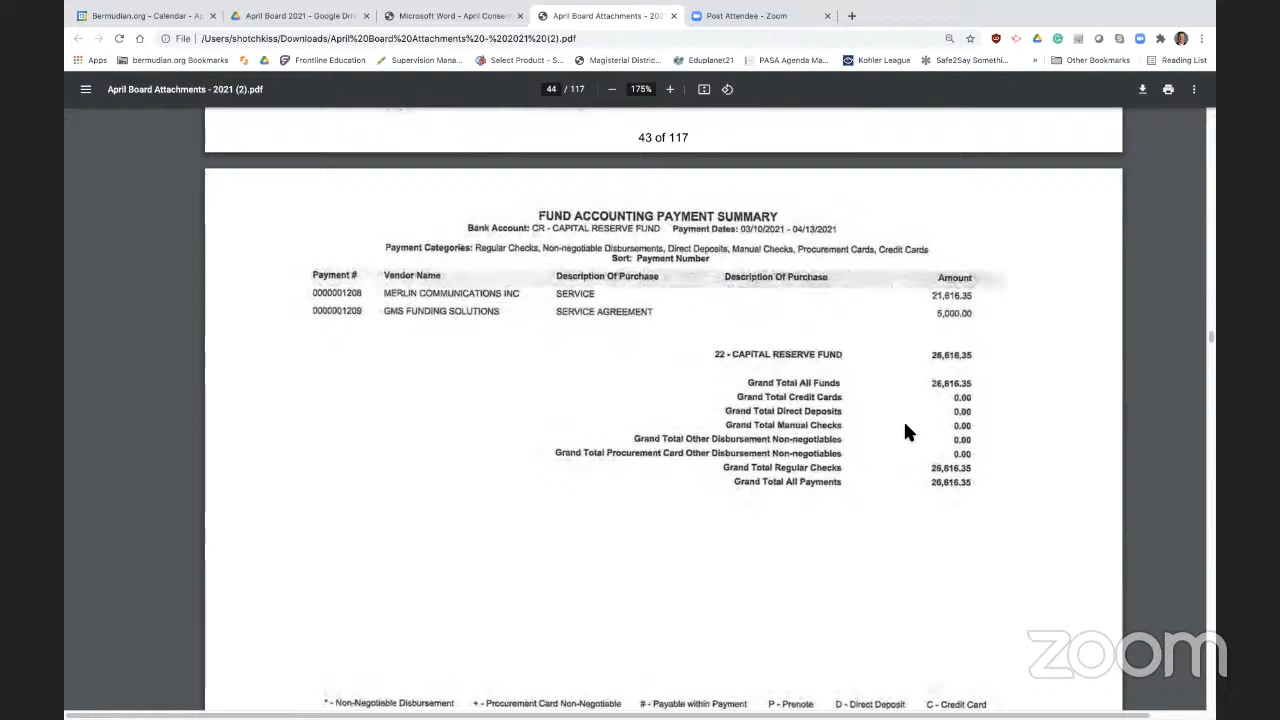 Bermudian.org - Calendar - Ap
April Board 2021 - Google Driv
Microsoft Word - April Conser
April Board Attachments - 202
Post Attendee - Zoom
File /Users/shotchkiss/Downloads/April%20Board%20Attachments%20-%202021%20(2).pdf
Apps
bermudian.org Bookmarks
Frontline Education
Supervision Mana...
Select Product - S...
Magisterial Distric...
Eduplanet21
PASA Agenda Ma...
Kohler League
Safe2Say Somethi...
»
Other Bookmarks
Reading List
April Board Attachments - 2021 (2).pdf
44 / 117
175%
43 of 117
FUND ACCOUNTING PAYMENT SUMMARY
Bank Account: CR - CAPITAL RESERVE FUND Payment Dates: 03/10/2021 - 04/13/2021
Payment Categories: Regular Checks, Non-negotiable Disbursements, Direct Deposits, Manual Checks, Procurement Cards, Credit Cards
Sort: Payment Number
Payment # Vendor Name Description Of Purchase Description Of Purchase Amount
0000001208 MERLIN COMMUNICATIONS INC SERVICE 21,616.35
0000001209 GMS FUNDING SOLUTIONS SERVICE AGREEMENT 5,000.00
22 - CAPITAL RESERVE FUND 26,616.35
Grand Total All Funds 26,616.35
Grand Total Credit Cards 0.00
Grand Total Direct Deposits 0.00
Grand Total Manual Checks 0.00
Grand Total Other Disbursement Non-negotiables 0.00
Grand Total Procurement Card Other Disbursement Non-negotiables 0.00
Grand Total Regular Checks 26,616.35
Grand Total All Payments 26,616.35
zoom
* - Non-Negotiable Disbursement + - Procurement Card Non-Negotiable # - Payable within Payment P - Prenote D - Direct Deposit C - Credit Card